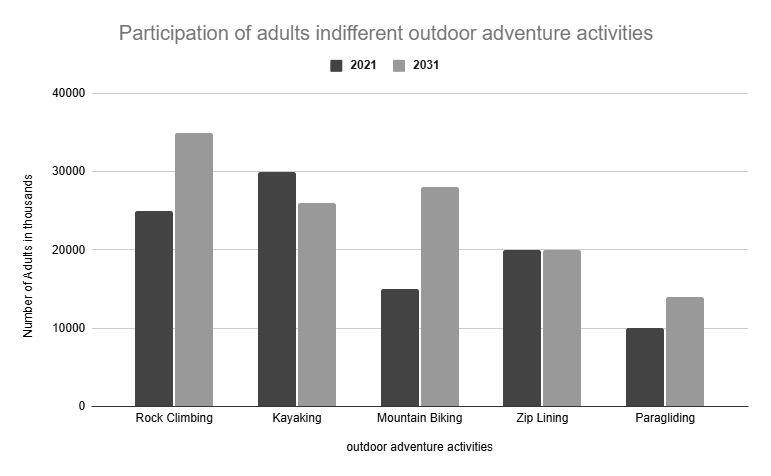 Participation of adults indifferent outdoor adventure activities
2021 2031
40000
30000
20000
10000
0
Number of Adults in thousands
Rock Climbing Kayaking Mountain Biking Zip Lining Paragliding
outdoor adventure activities